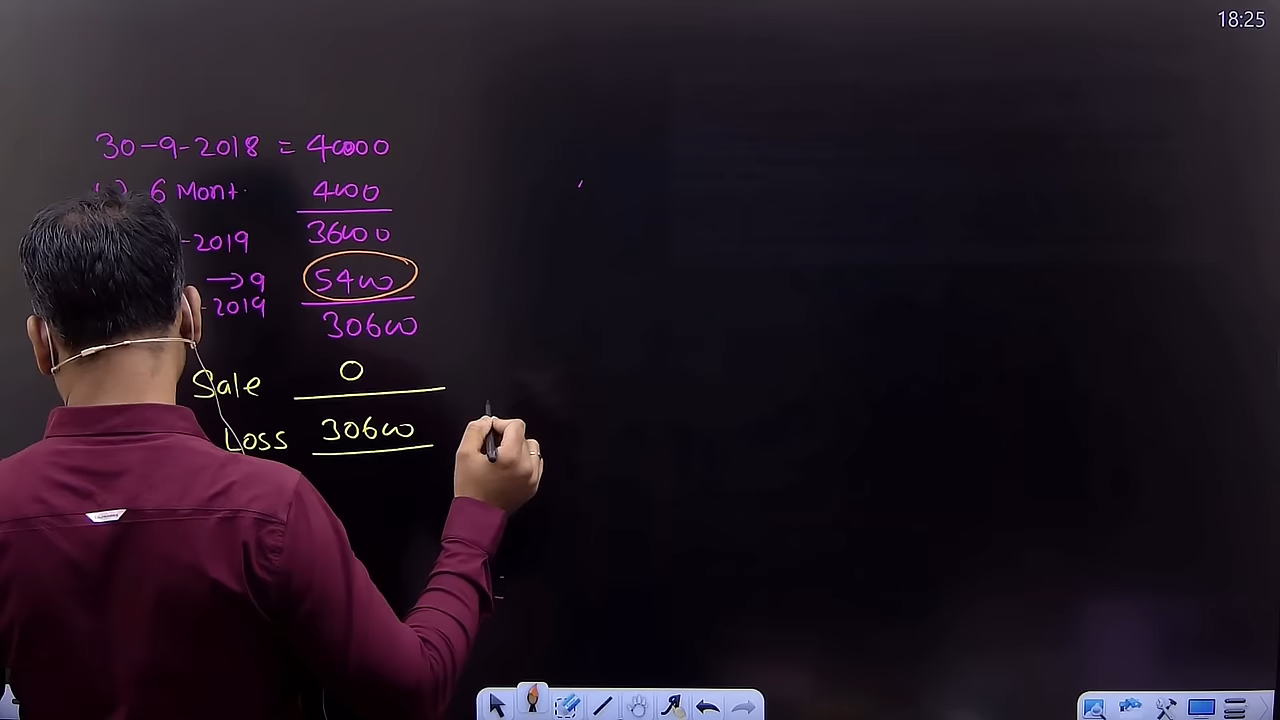 18:25
30-9-2018 = 40000
(-) 6 Mont. 4000
-2019 36000
→9 5400
-2019
30600
Sale 0
Loss 30600